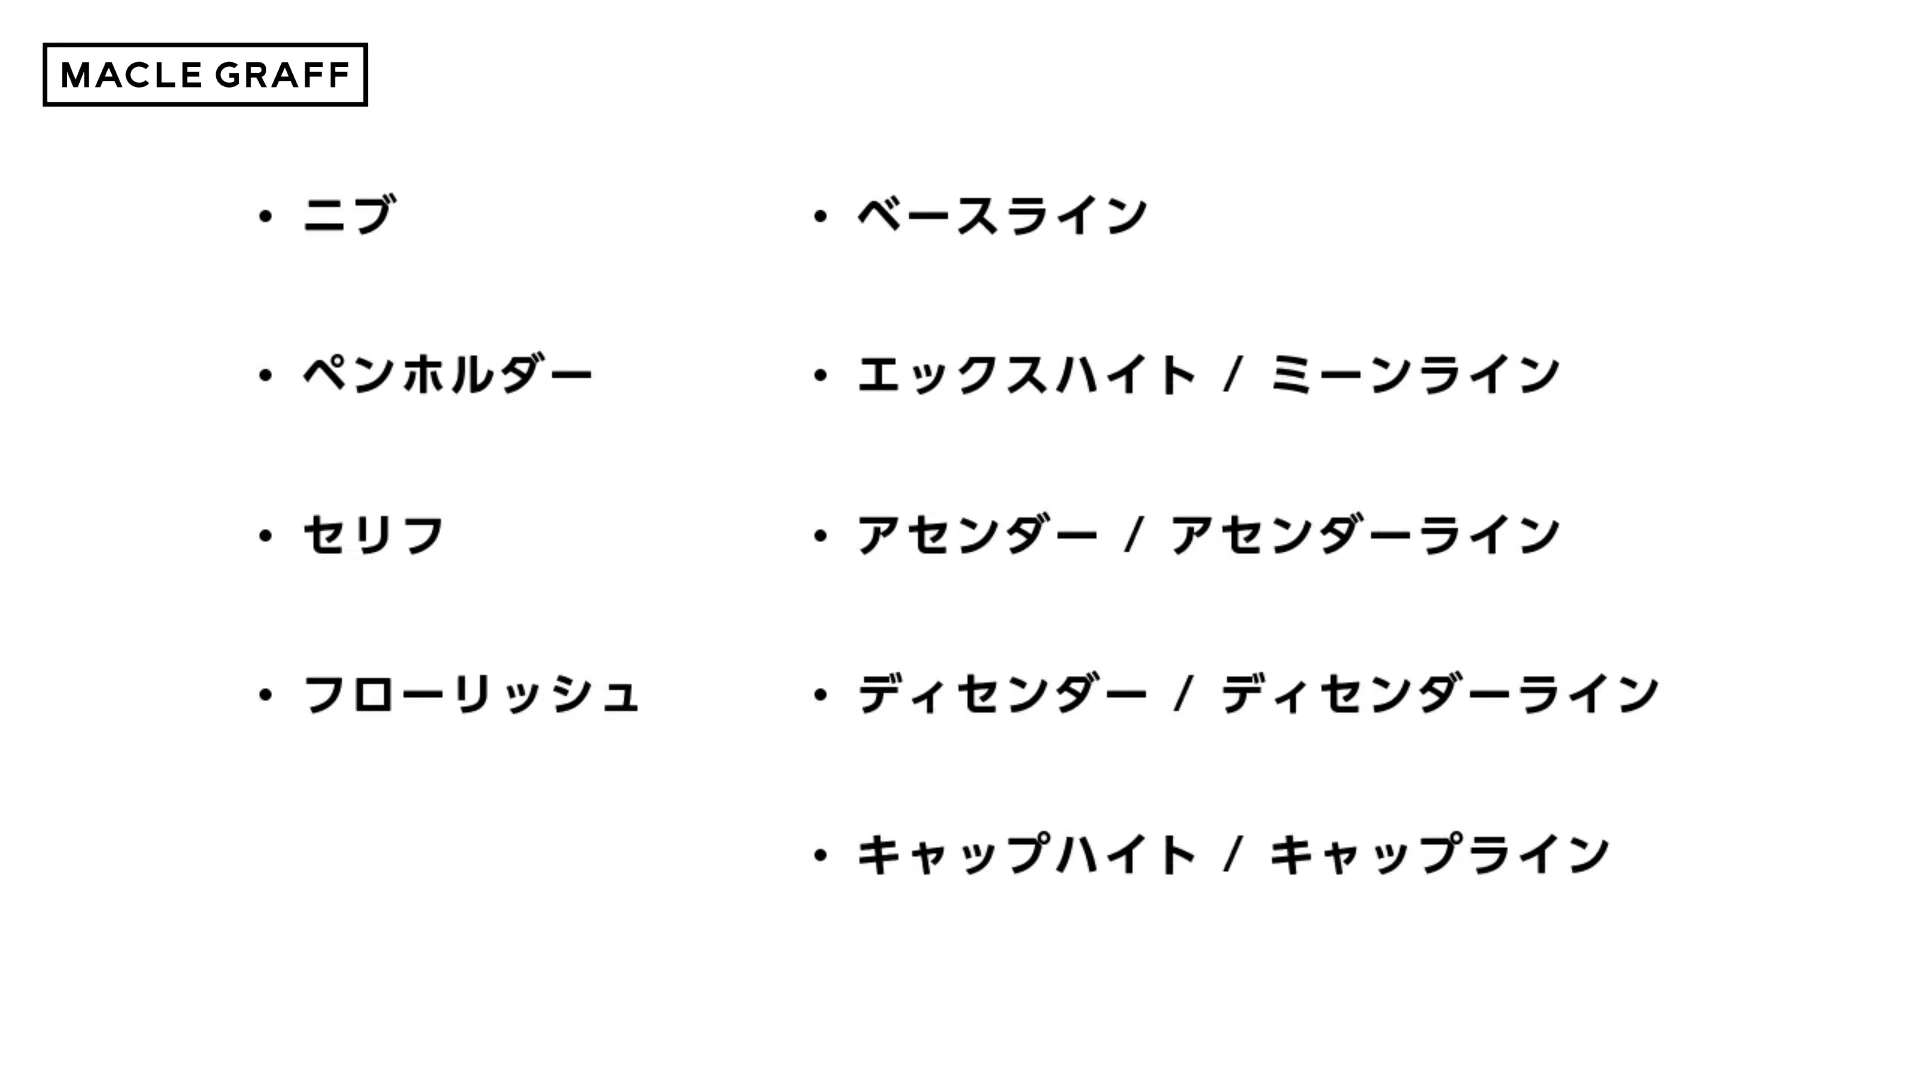 MACLE GRAFF
• ニブ
• ペンホルダー
• セリフ
• フローリッシュ
• ベースライン
• エックスハイト / ミーンライン
• アセンダー / アセンダーライン
• ディセンダー / ディセンダーライン
• キャップハイト / キャップライン